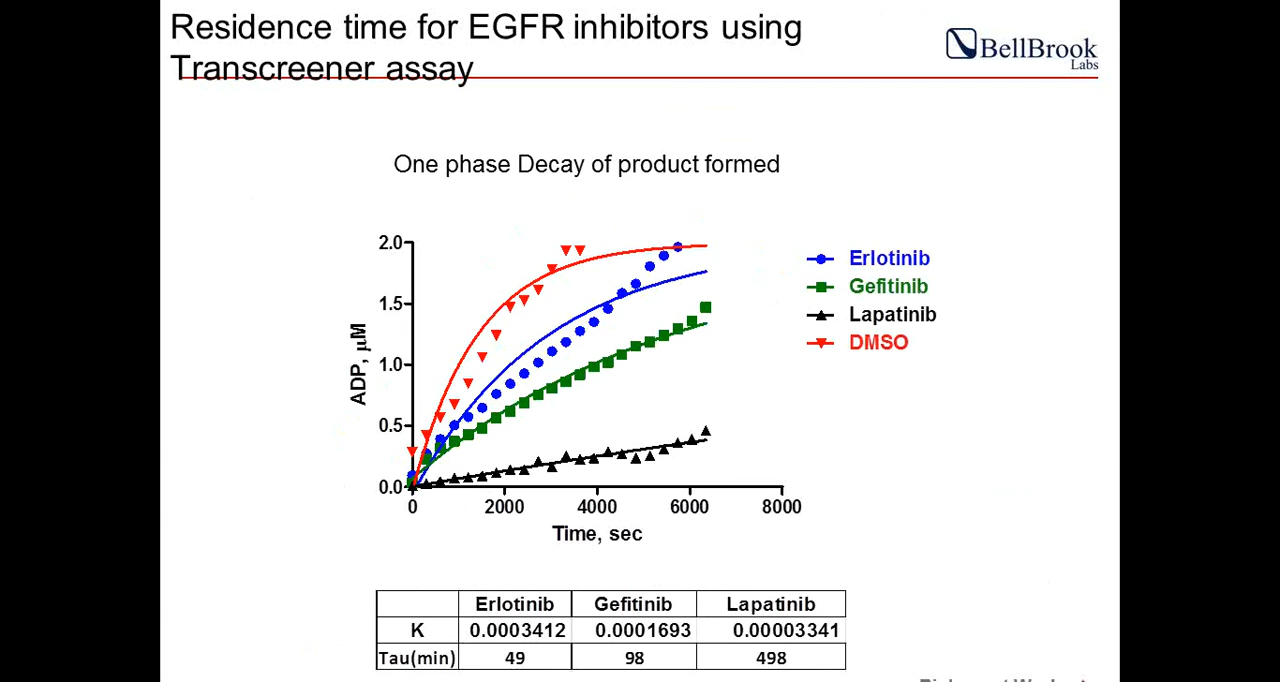 Residence time for EGFR inhibitors using
Transcreener assay
BellBrook
Labs
One phase Decay of product formed
2.0
1.5
1.0
0.5
0.0
ADP, µM
0 2000 4000 6000 8000
Time, sec
Erlotinib
Gefitinib
Lapatinib
DMSO
Erlotinib Gefitinib Lapatinib
K 0.0003412 0.0001693 0.00003341
Tau(min) 49 98 498